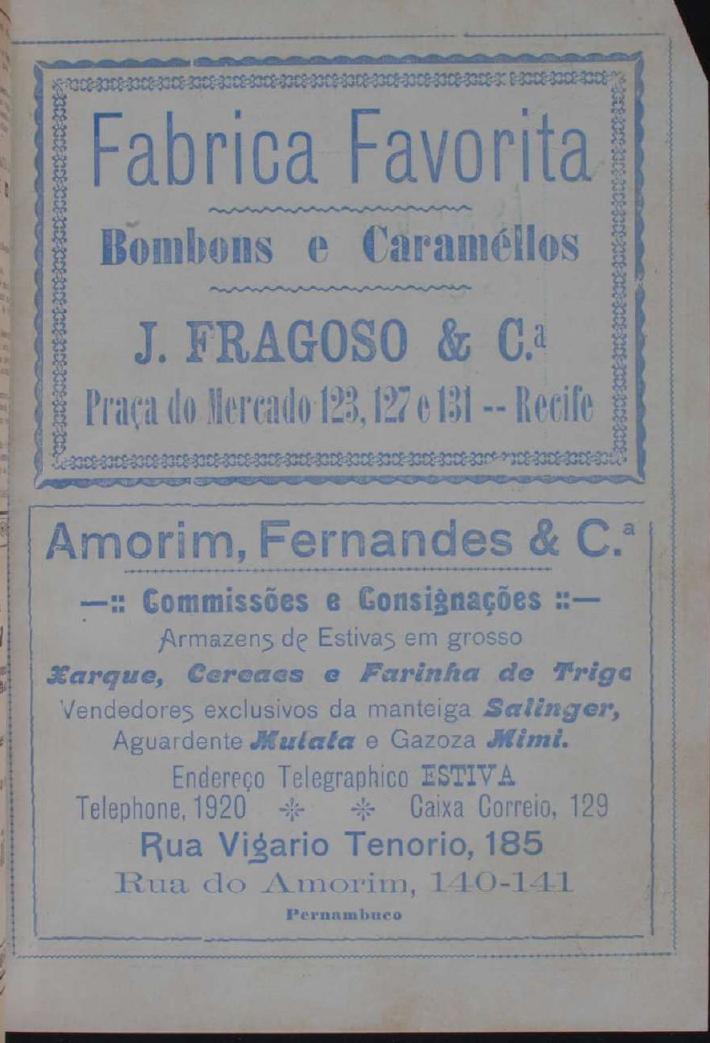 Fabrica Favorita
Bombons e Caraméllos
J. FRAGOSO & C.ª
Praça do Mercado 123, 127 e 131 -- Recife
Amorim, Fernandes & C.ª
—:: Commissões e Consignações ::—
Armazens de Estivas em grosso
Xarque, Cereaes e Farinha de Trigo
Vendedores exclusivos da manteiga Salinger,
Aguardente Mulata e Gazoza Mimi.
Endereço Telegraphico ESTIVA
Telephone, 1920 ❈ ❈ Caixa Correio, 129
Rua Vigario Tenorio, 185
Rua do Amorim, 140-141
Pernambuco